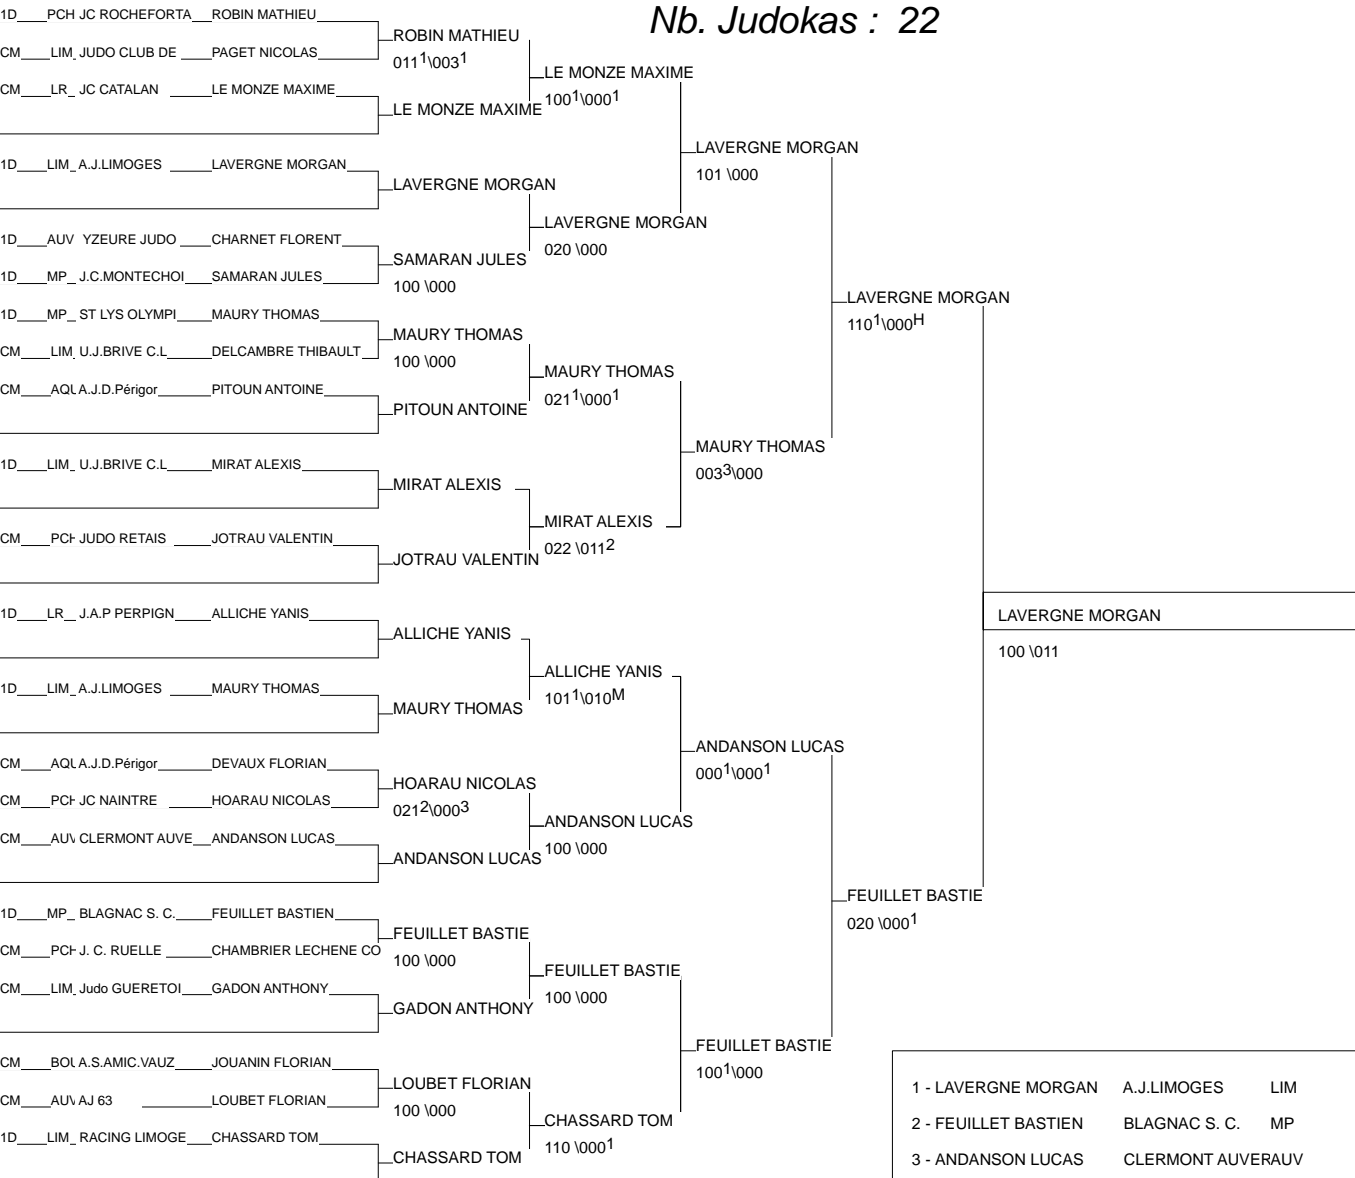 Nb. Judokas : 22
1D PCH JC ROCHEFORTA ROBIN MATHIEU
CM LIM JUDO CLUB DE PAGET NICOLAS
CM LR JC CATALAN LE MONZE MAXIME
1D LIM A.J.LIMOGES LAVERGNE MORGAN
1D AUV YZEURE JUDO CHARNET FLORENT
1D MP J.C.MONTECHOI SAMARAN JULES
1D MP ST LYS OLYMPI MAURY THOMAS
CM LIM U.J.BRIVE C.L DELCAMBRE THIBAULT
CM AQU A.J.D.Périgor PITOUN ANTOINE
1D LIM U.J.BRIVE C.L MIRAT ALEXIS
CM PCH JUDO RETAIS JOTRAU VALENTIN
1D LR J.A.P PERPIGN ALLICHE YANIS
1D LIM A.J.LIMOGES MAURY THOMAS
CM AQU A.J.D.Périgor DEVAUX FLORIAN
CM PCH JC NAINTRE HOARAU NICOLAS
CM AUV CLERMONT AUVE ANDANSON LUCAS
1D MP BLAGNAC S. C. FEUILLET BASTIEN
CM PCH J. C. RUELLE CHAMBRIER LECHENE CO
CM LIM Judo GUERETOI GADON ANTHONY
CM BOU A.S.AMIC.VAUZ JOUANIN FLORIAN
CM AUV AJ 63 LOUBET FLORIAN
1D LIM RACING LIMOGE CHASSARD TOM
ROBIN MATHIEU
011¹\003¹
LE MONZE MAXIME
LAVERGNE MORGAN
SAMARAN JULES
100 \000
MAURY THOMAS
100 \000
PITOUN ANTOINE
MIRAT ALEXIS
JOTRAU VALENTIN
ALLICHE YANIS
MAURY THOMAS
HOARAU NICOLAS
021²\000³
ANDANSON LUCAS
FEUILLET BASTIE
100 \000
GADON ANTHONY
LOUBET FLORIAN
100 \000
CHASSARD TOM
LE MONZE MAXIME
100¹\000¹
LAVERGNE MORGAN
020 \000
MAURY THOMAS
021¹\000¹
MIRAT ALEXIS
022 \011²
ALLICHE YANIS
101¹\010ᴹ
ANDANSON LUCAS
100 \000
FEUILLET BASTIE
100 \000
CHASSARD TOM
110 \000¹
LAVERGNE MORGAN
101 \000
MAURY THOMAS
003³\000
ANDANSON LUCAS
000¹\000¹
FEUILLET BASTIE
100¹\000
LAVERGNE MORGAN
110¹\000ᴴ
FEUILLET BASTIE
020 \000¹
LAVERGNE MORGAN
100 \011
1 - LAVERGNE MORGAN A.J.LIMOGES LIM
2 - FEUILLET BASTIEN BLAGNAC S. C. MP
3 - ANDANSON LUCAS CLERMONT AUVERAUV